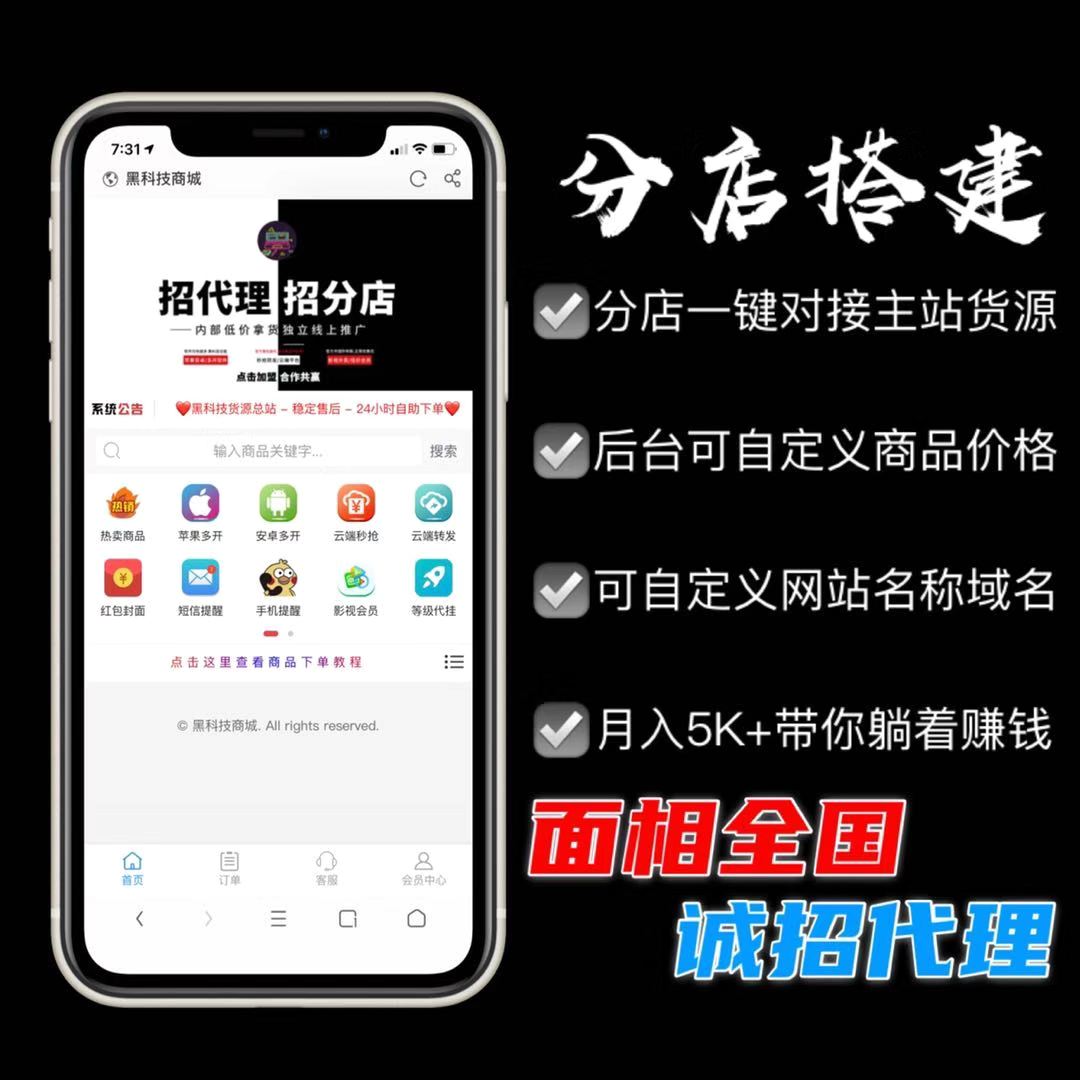 7:31
黑科技商城
招代理 招分店
内部低价拿货独立线上推广
点击加盟 合作共赢
系统公告
❤️黑科技货源总站 – 稳定售后 – 24小时自助下单❤️
输入商品关键字...
搜索
热销
热卖商品
苹果多开
安卓多开
云端秒抢
云端转发
红包封面
短信提醒
手机提醒
影视会员
等级代挂
点击这里查看商品下单教程
© 黑科技商城. All rights reserved.
首页
订单
客服
会员中心
分店搭建
分店一键对接主站货源
后台可自定义商品价格
可自定义网站名称域名
月入5K+带你躺着赚钱
面相全国
诚招代理